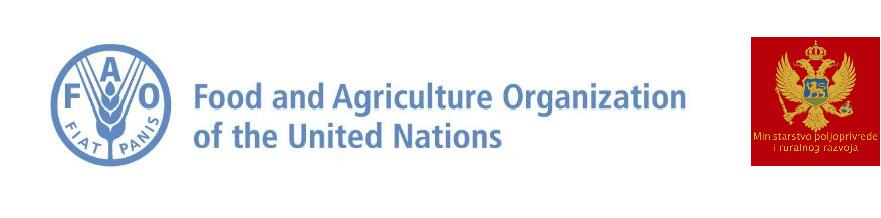 F A O
FIAT PANIS
Food and Agriculture Organization
of the United Nations
Ministarstvo poljoprivrede
i ruralnog razvoja